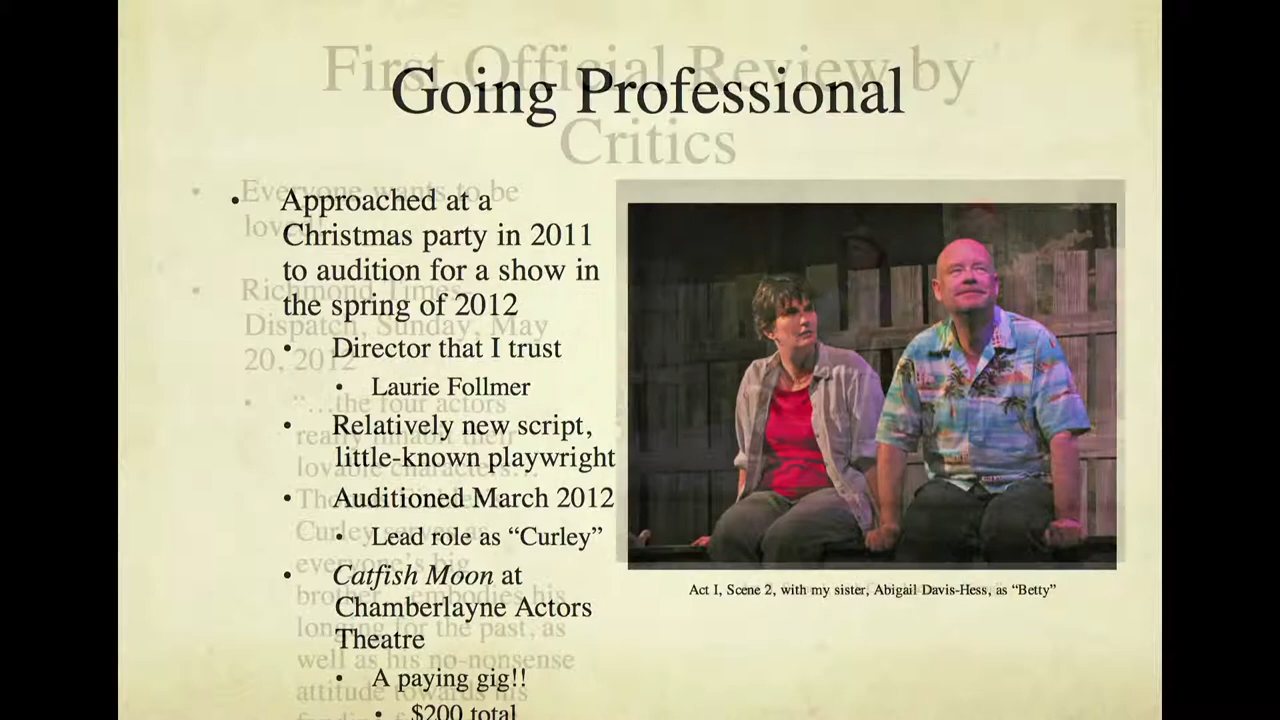 First Official Review by
Critics
Going Professional
• Everyone wants to be
loved!
• Richmond Times-
Dispatch, Sunday, May
20, 2012
• “…the four actors
really inhabit their
lovable characters…
Curley serves as
everyone’s big
brother…embodies his
longing for the past, as
well as his no-nonsense
attitude towards his
• Approached at a
Christmas party in 2011
to audition for a show in
the spring of 2012
• Director that I trust
• Laurie Follmer
• Relatively new script,
little-known playwright
• Auditioned March 2012
• Lead role as “Curley”
• Catfish Moon at
Chamberlayne Actors
Theatre
• A paying gig!!
• $200 total
Act I, Scene 2, with my sister, Abigail Davis-Hess, as “Betty”